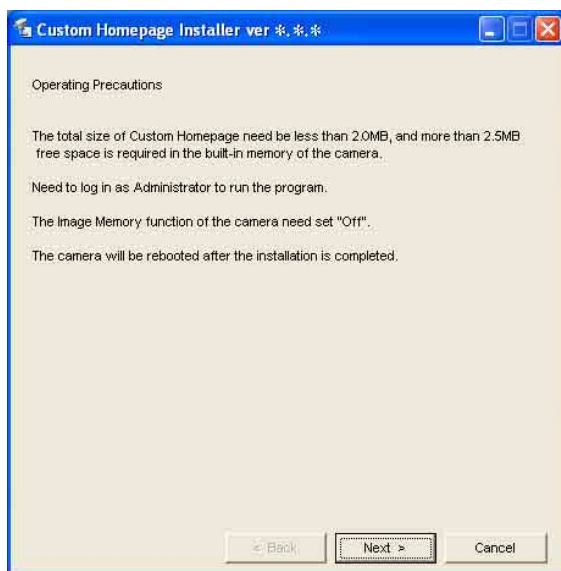 Custom Homepage Installer ver *.*.*
Operating Precautions
The total size of Custom Homepage need be less than 2.0MB, and more than 2.5MB
free space is required in the built-in memory of the camera.
Need to log in as Administrator to run the program.
The Image Memory function of the camera need set "Off".
The camera will be rebooted after the installation is completed.
< Back
Next >
Cancel